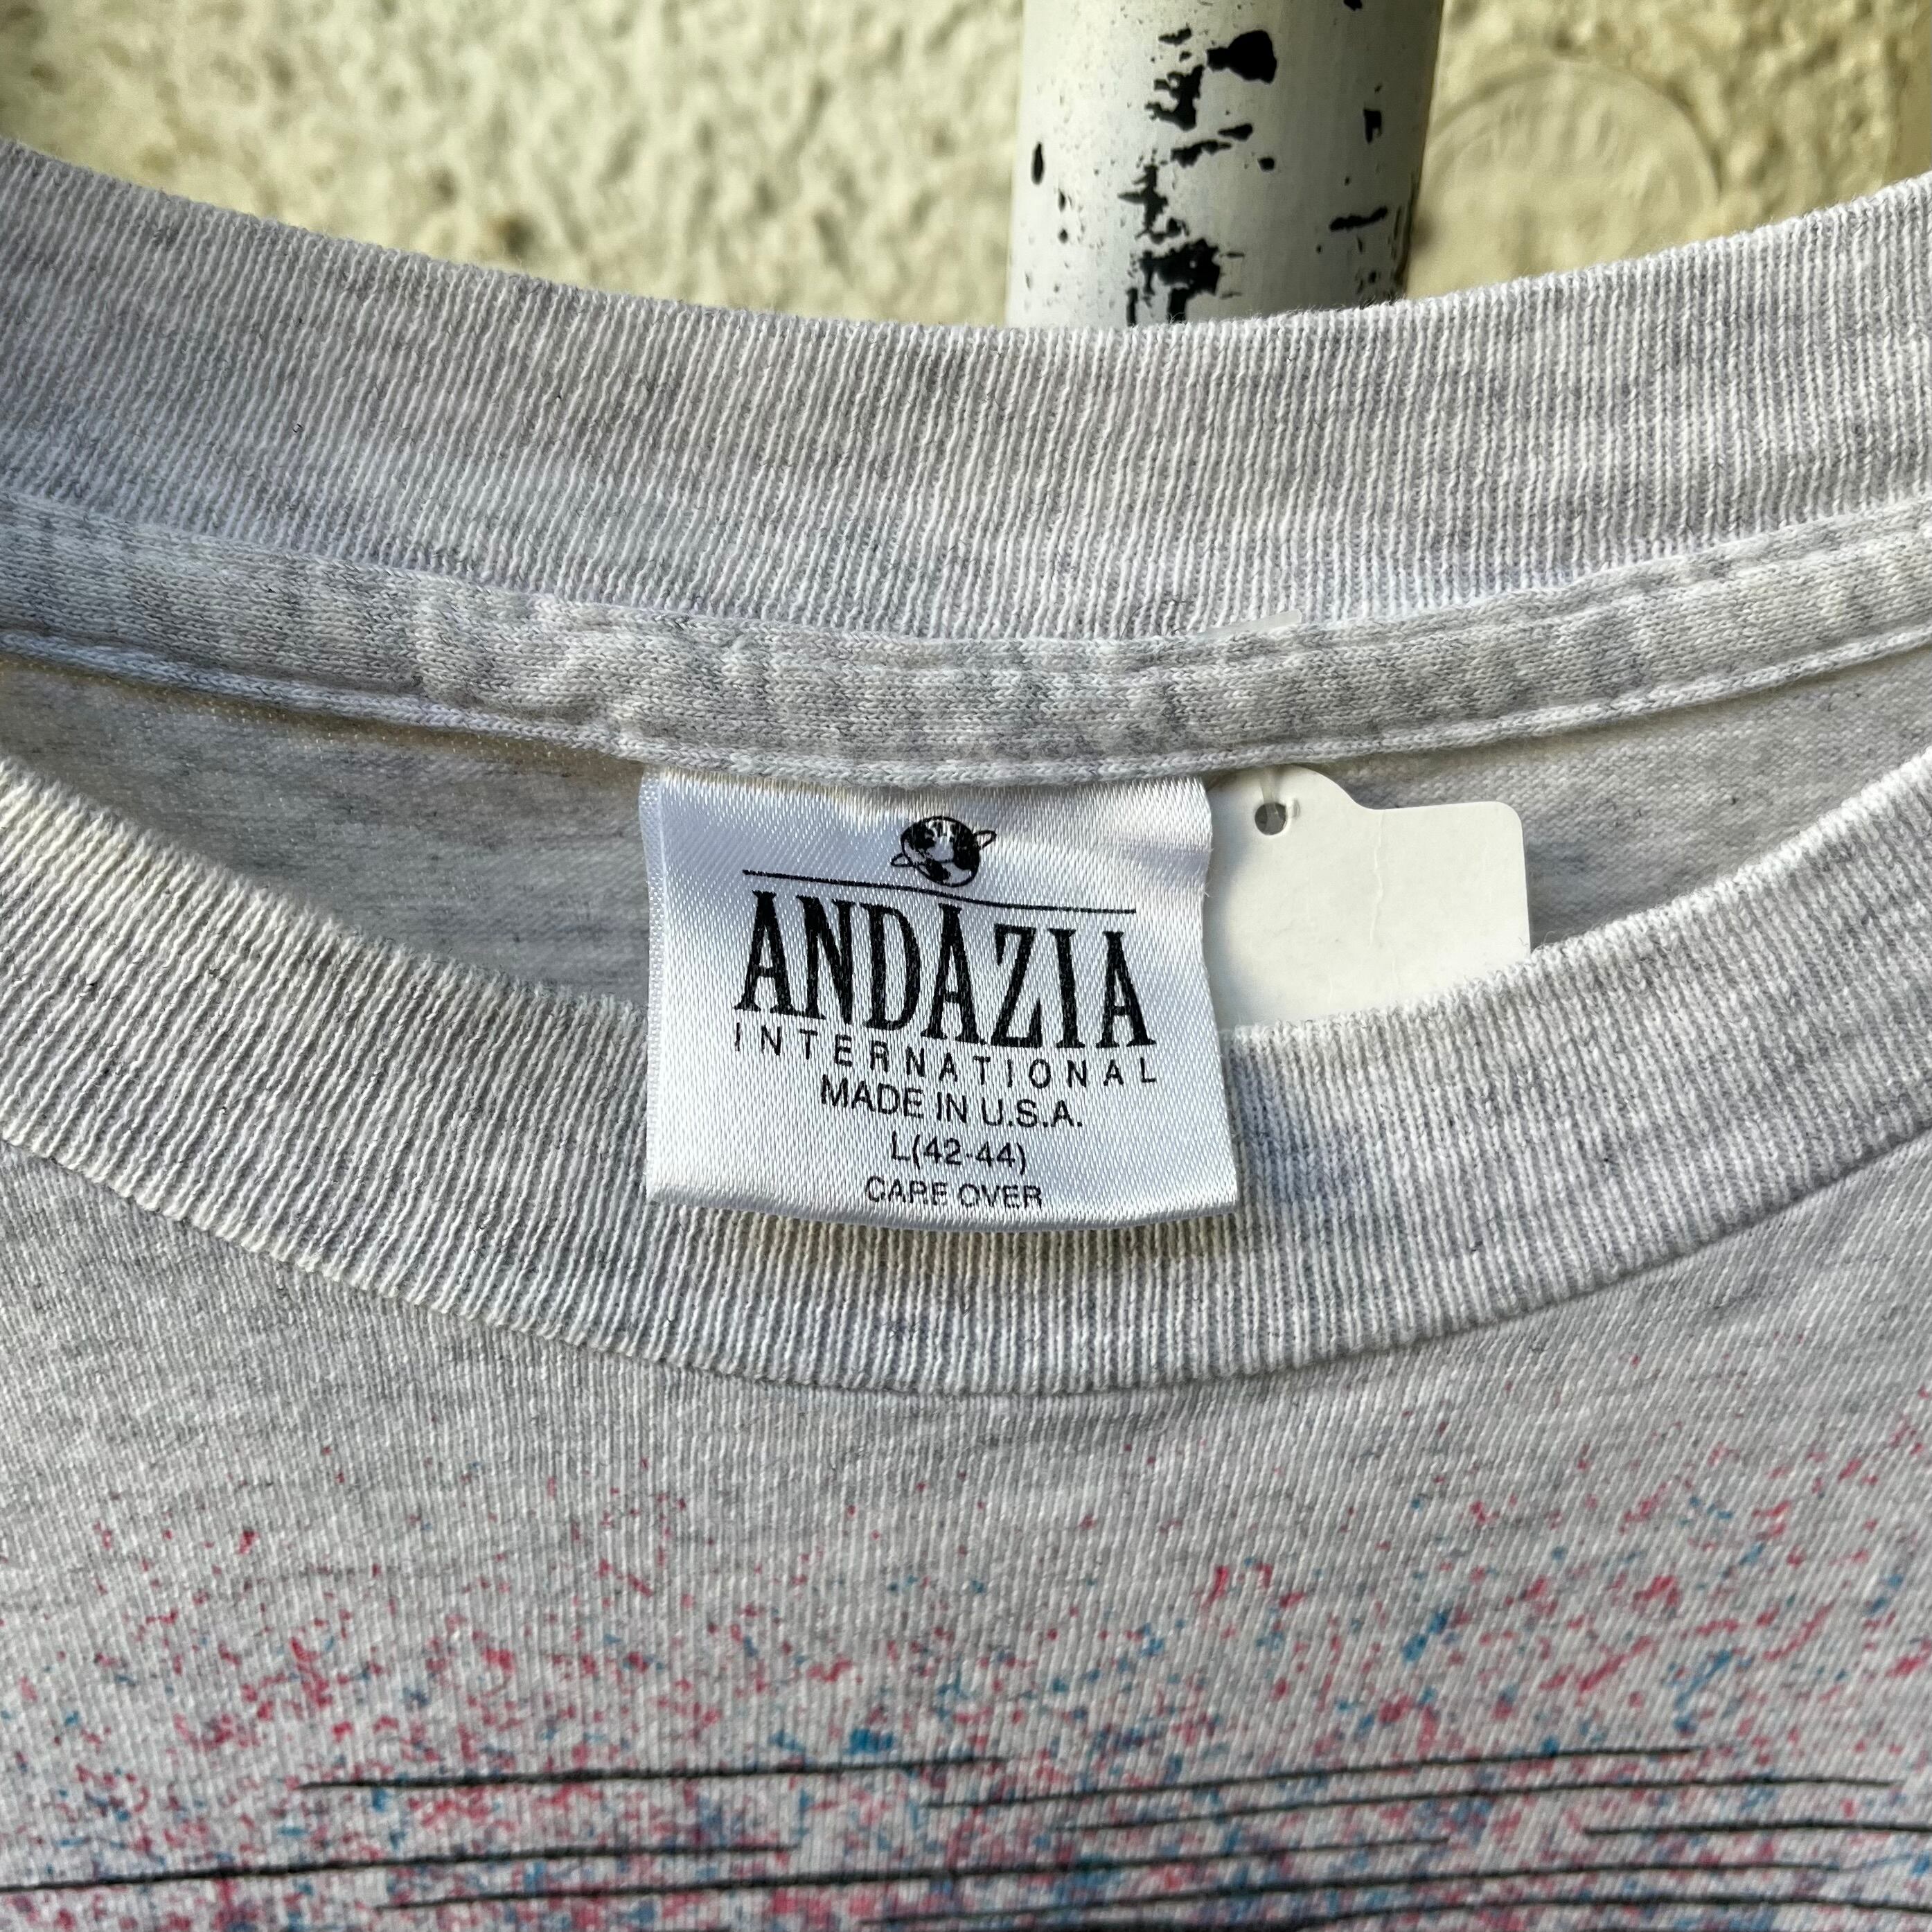 ANDAZIA
INTERNATIONAL
MADE IN U.S.A.
L(42-44)
CARE OVER